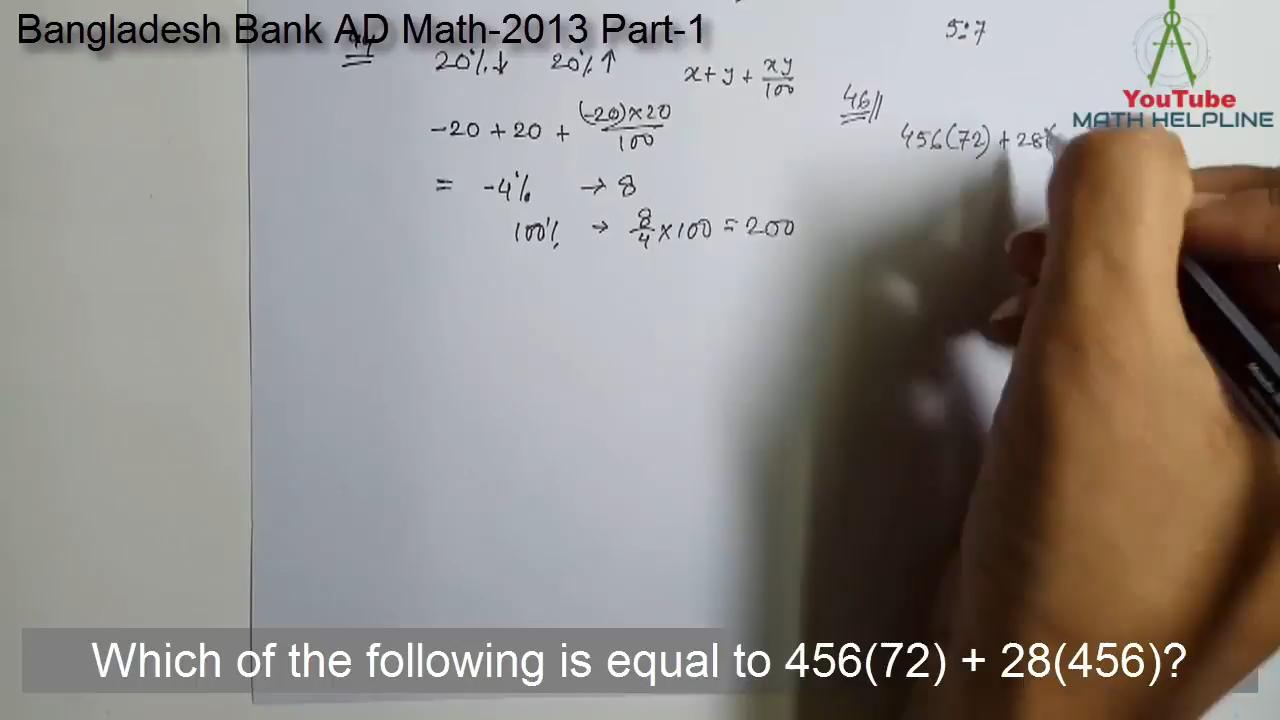 Bangladesh Bank AD Math-2013 Part-1
20%↓ 20%↑ x+y+xy/100
-20 + 20 + (-20)×20/100
= -4% → 8
100% → 8/4 × 100 = 200
5:7
46
456(72) + 28(
YouTube
MATH HELPLINE
Which of the following is equal to 456(72) + 28(456)?